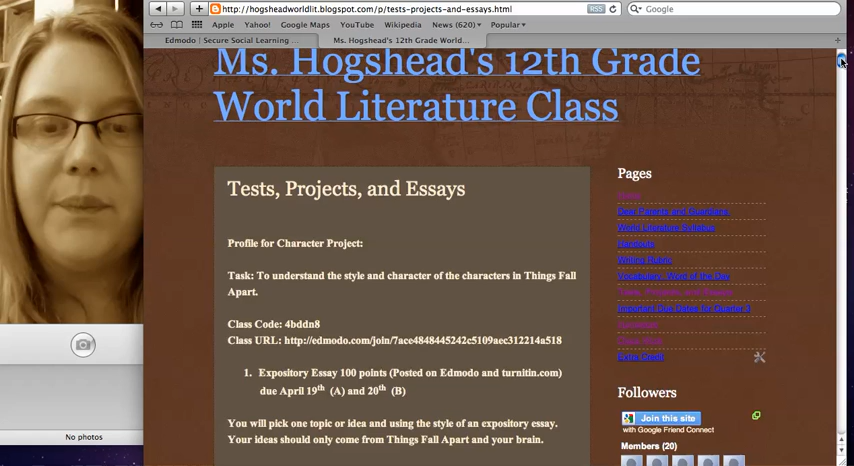 http://hogsheadworldlit.blogspot.com/p/tests-projects-and-essays.html
RSS
Google
Apple Yahoo! Google Maps YouTube Wikipedia News (620) Popular
Edmodo | Secure Social Learning ...
Ms. Hogshead's 12th Grade World...
Ms. Hogshead's 12th Grade
World Literature Class
Tests, Projects, and Essays
Profile for Character Project:
Task: To understand the style and character of the characters in Things Fall
Apart.
Class Code: 4bddn8
Class URL: http://edmodo.com/join/7ace4848445242c5109aec312214a518
1. Expository Essay 100 points (Posted on Edmodo and turnitin.com)
due April 19th (A) and 20th (B)
You will pick one topic or idea and using the style of an expository essay.
Your ideas should only come from Things Fall Apart and your brain.
Pages
Home
Dear Parents and Guardians,
World Literature Syllabus
Handouts
Writing Rubric
Vocabulary, Word of the Day
Tests, Projects, and Essays
Important Due Dates for Quarter 3
Extra Credit
Followers
Join this site
with Google Friend Connect
Members (20)
No photos